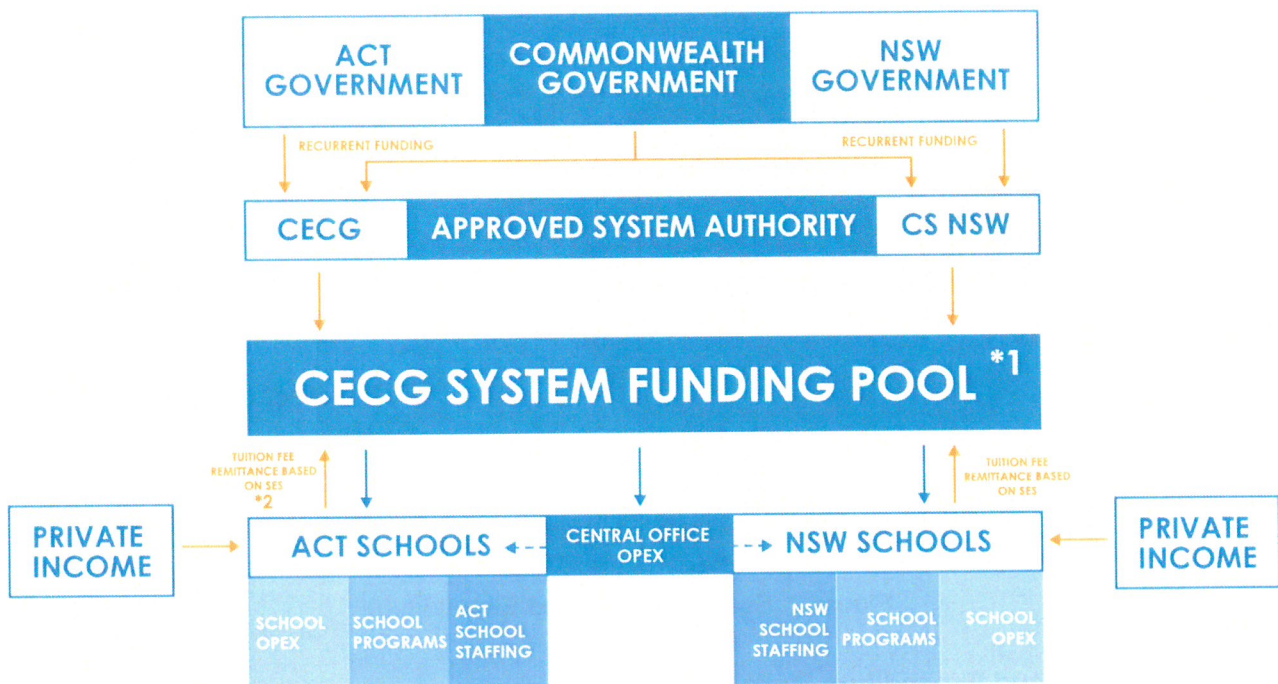 ACT
GOVERNMENT
COMMONWEALTH
GOVERNMENT
NSW
GOVERNMENT
RECURRENT FUNDING
RECURRENT FUNDING
CECG
APPROVED SYSTEM AUTHORITY
CS NSW
CECG SYSTEM FUNDING POOL *1
TUITION FEE
REMITTANCE BASED
ON SES
*2
TUITION FEE
REMITTANCE BASED
ON SES
PRIVATE
INCOME
ACT SCHOOLS
CENTRAL OFFICE
OPEX
NSW SCHOOLS
PRIVATE
INCOME
SCHOOL
OPEX
SCHOOL
PROGRAMS
ACT
SCHOOL
STAFFING
NSW
SCHOOL
STAFFING
SCHOOL
PROGRAMS
SCHOOL
OPEX